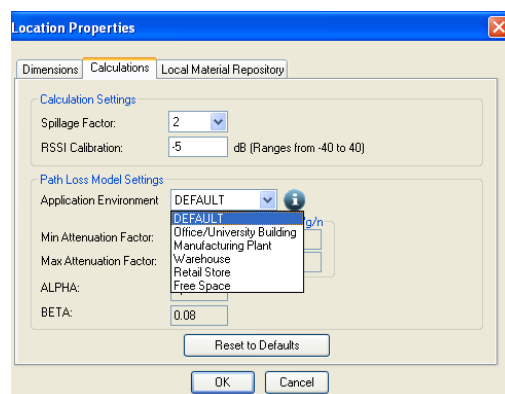 Location Properties
Dimensions Calculations Local Material Repository
Calculation Settings
Spillage Factor: 2
RSSI Calibration: -5 dB (Ranges from -40 to 40)
Path Loss Model Settings
Application Environment DEFAULT
DEFAULT g/n
Office/University Building
Min Attenuation Factor:
Manufacturing Plant
Warehouse
Max Attenuation Factor:
Retail Store
Free Space
ALPHA:
BETA: 0.08
Reset to Defaults
OK Cancel